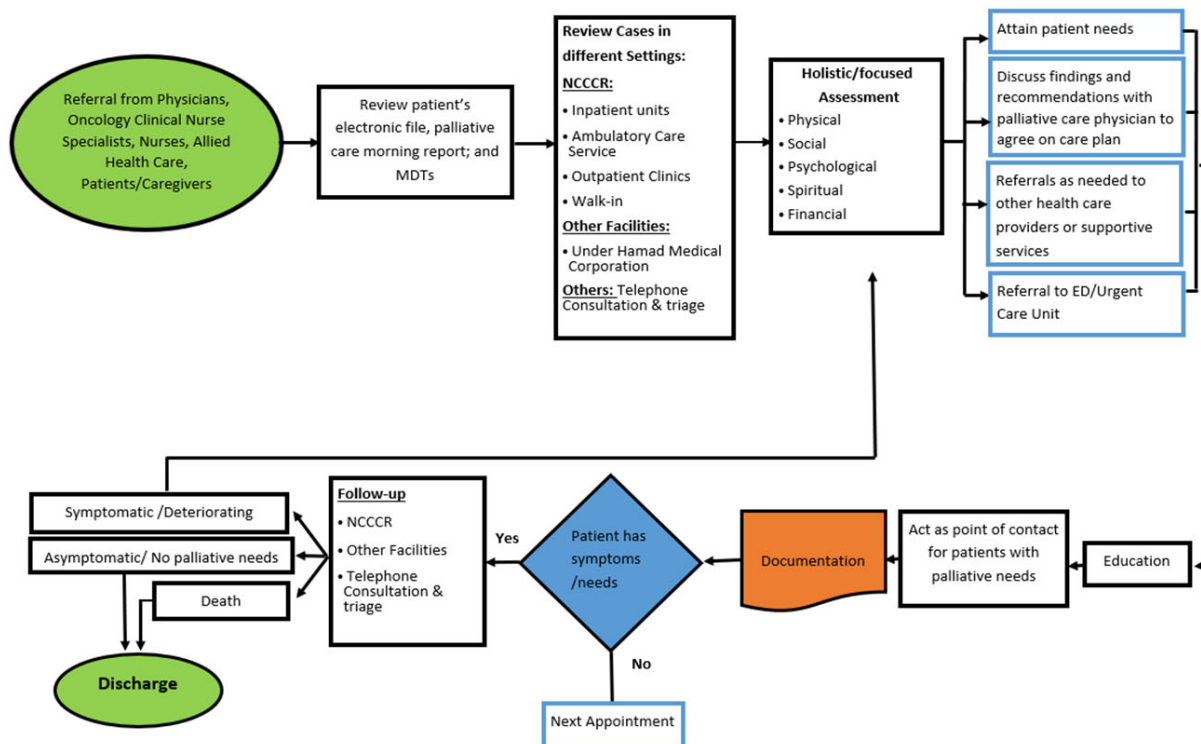 Referral from Physicians,
Oncology Clinical Nurse
Specialists, Nurses, Allied
Health Care,
Patients/Caregivers
Review patient's
electronic file, palliative
care morning report; and
MDTs
Review Cases in
different Settings:
NCCCR:
• Inpatient units
• Ambulatory Care
Service
• Outpatient Clinics
• Walk-in
Other Facilities:
• Under Hamad Medical
Corporation
Others: Telephone
Consultation & triage
Holistic/focused
Assessment
• Physical
• Social
• Psychological
• Spiritual
• Financial
Attain patient needs
Discuss findings and
recommendations with
palliative care physician to
agree on care plan
Referrals as needed to
other health care
providers or supportive
services
Referral to ED/Urgent
Care Unit
Education
Act as point of contact
for patients with
palliative needs
Documentation
Patient has
symptoms
/needs
Yes
No
Next Appointment
Follow-up
• NCCCR
• Other Facilities
• Telephone
Consultation &
triage
Symptomatic /Deteriorating
Asymptomatic/ No palliative needs
Death
Discharge